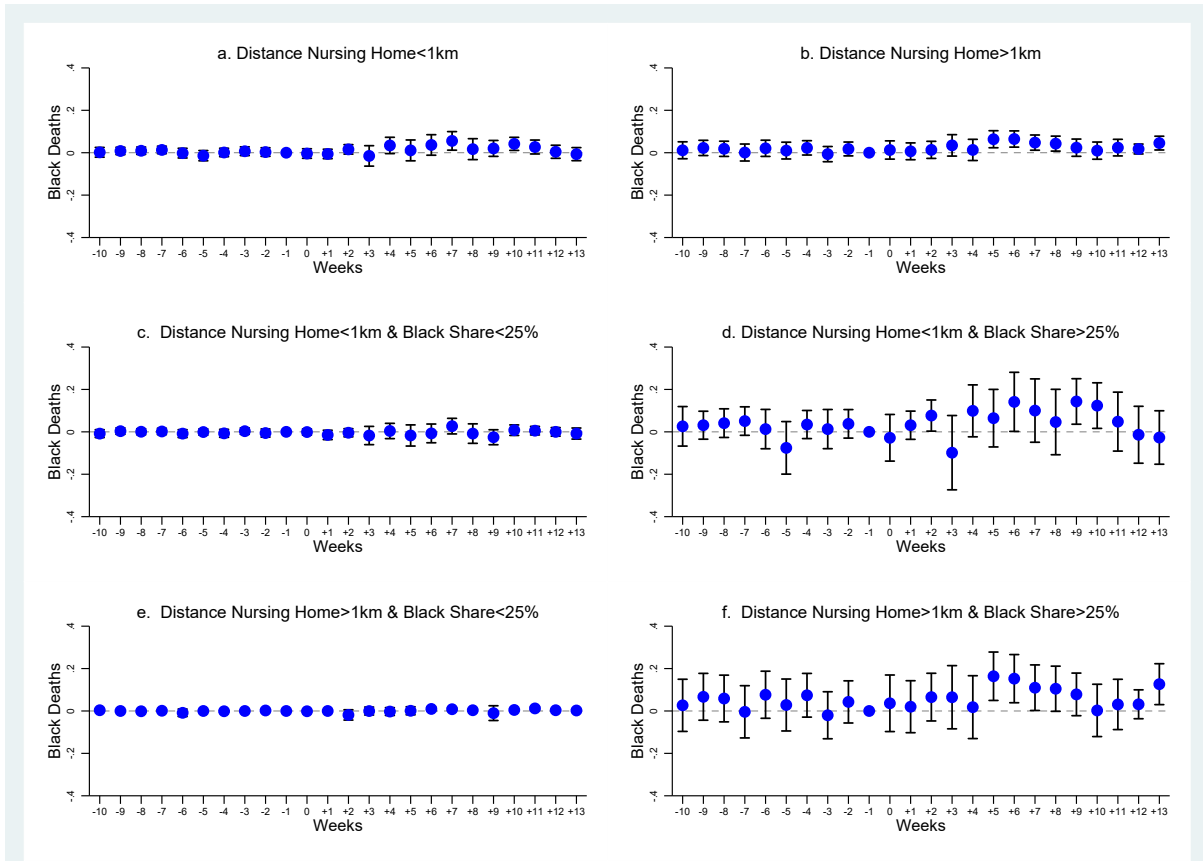 a. Distance Nursing Home<1km
Black Deaths
.4
.2
0
-.2
-.4
-10 -9 -8 -7 -6 -5 -4 -3 -2 -1 0 +1 +2 +3 +4 +5 +6 +7 +8 +9 +10 +11 +12 +13
Weeks
b. Distance Nursing Home>1km
Black Deaths
.4
.2
0
-.2
-.4
-10 -9 -8 -7 -6 -5 -4 -3 -2 -1 0 +1 +2 +3 +4 +5 +6 +7 +8 +9 +10 +11 +12 +13
Weeks
c. Distance Nursing Home<1km & Black Share<25%
Black Deaths
.4
.2
0
-.2
-.4
-10 -9 -8 -7 -6 -5 -4 -3 -2 -1 0 +1 +2 +3 +4 +5 +6 +7 +8 +9 +10 +11 +12 +13
Weeks
d. Distance Nursing Home<1km & Black Share>25%
Black Deaths
.4
.2
0
-.2
-.4
-10 -9 -8 -7 -6 -5 -4 -3 -2 -1 0 +1 +2 +3 +4 +5 +6 +7 +8 +9 +10 +11 +12 +13
Weeks
e. Distance Nursing Home>1km & Black Share<25%
Black Deaths
.4
.2
0
-.2
-.4
-10 -9 -8 -7 -6 -5 -4 -3 -2 -1 0 +1 +2 +3 +4 +5 +6 +7 +8 +9 +10 +11 +12 +13
Weeks
f. Distance Nursing Home>1km & Black Share>25%
Black Deaths
.4
.2
0
-.2
-.4
-10 -9 -8 -7 -6 -5 -4 -3 -2 -1 0 +1 +2 +3 +4 +5 +6 +7 +8 +9 +10 +11 +12 +13
Weeks